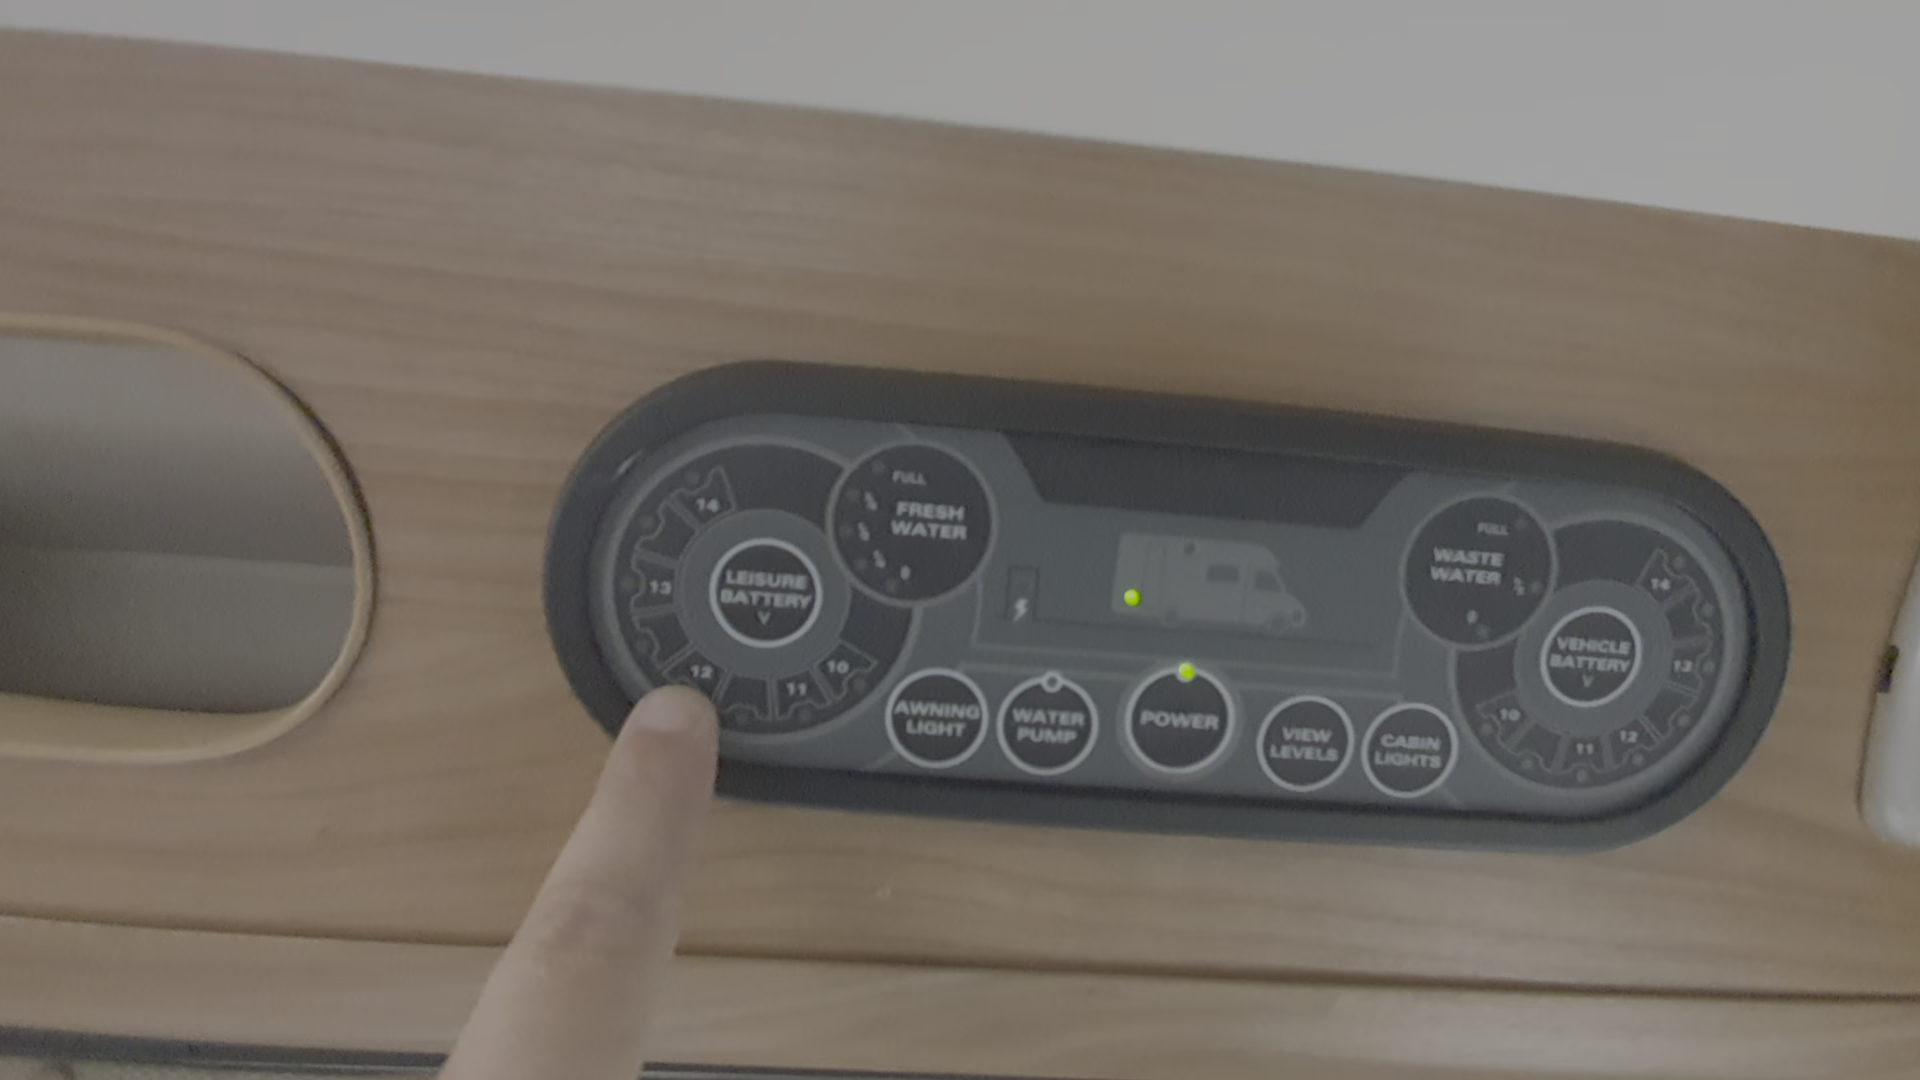 14
13
12
11
10
LEISURE
BATTERY
V
FULL
FRESH
WATER
0
AWNING
LIGHT
WATER
PUMP
POWER
VIEW
LEVELS
CABIN
LIGHTS
FULL
WASTE
WATER
0
VEHICLE
BATTERY
V
14
13
12
11
10